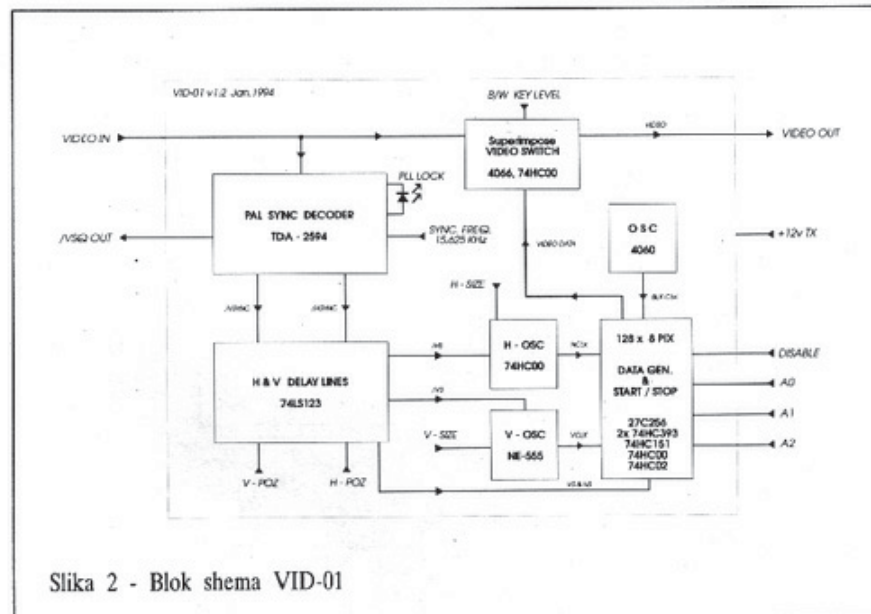 VID-01 v1.2 Jan.1994
B/W KEY LEVEL
VIDEO IN
VIDEO
VIDEO OUT
Superimpose
VIDEO SWITCH
4066, 74HC00
PLL LOCK
PAL SYNC DECODER
TDA - 2594
/VSEQ OUT
SYNC. FREQ.
15,625 KHz
VIDEO DATA
O S C
4060
+12v TX
H - SIZE
H & V DELAY LINES
74LS123
H - OSC
74HC00
V - SIZE
V - OSC
NE-555
128 x 8 PIX
DATA GEN.
&
START / STOP
27C256
2x 74HC393
74HC151
74HC00
74HC02
DISABLE
A0
A1
A2
V - POZ
H - POZ
Slika 2 - Blok shema VID-01